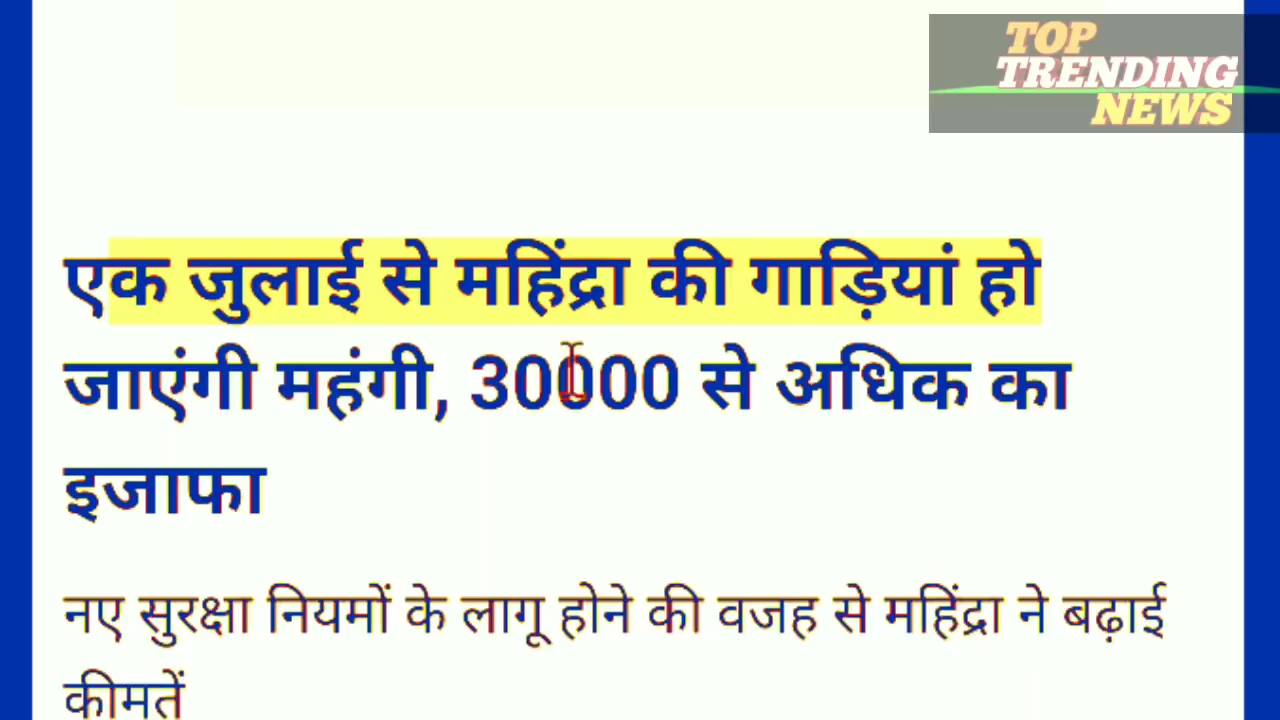 TOP
TRENDING
NEWS
एक जुलाई से महिंद्रा की गाड़ियां हो
जाएंगी महंगी, 30000 से अधिक का
इजाफा
नए सुरक्षा नियमों के लागू होने की वजह से महिंद्रा ने बढ़ाई
कीमतें